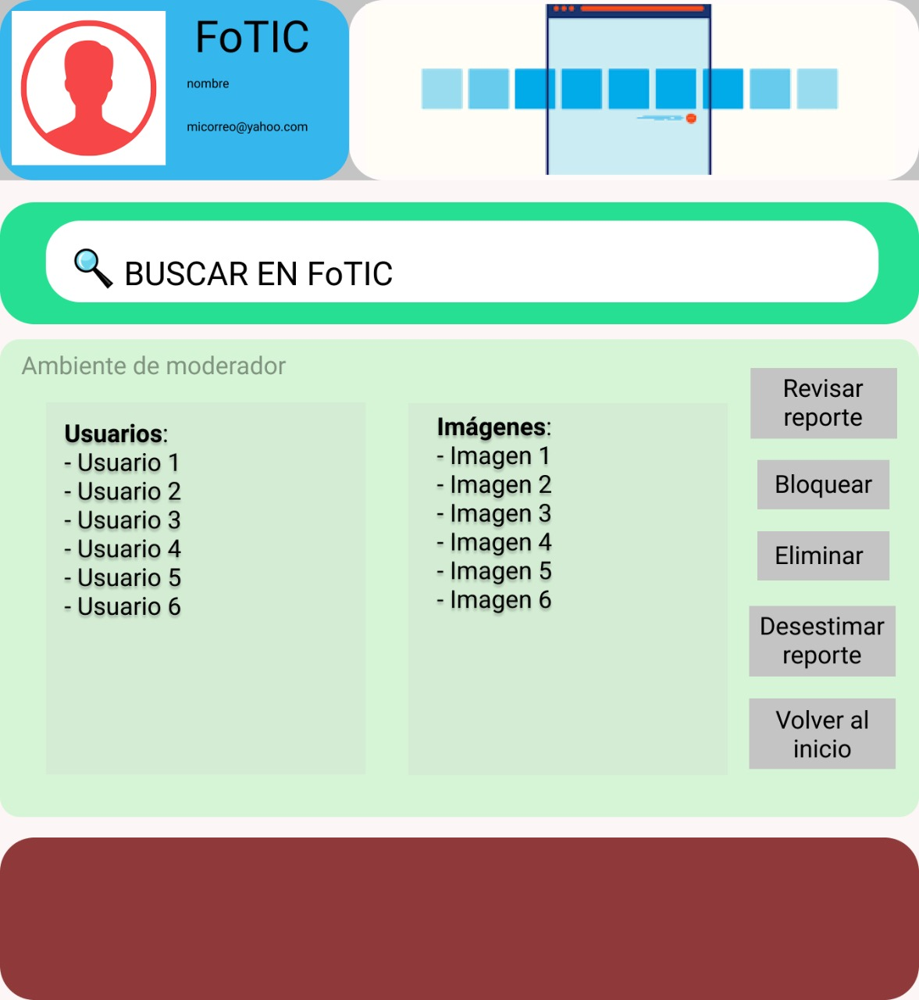 FoTIC
nombre
micorreo@yahoo.com
BUSCAR EN FoTIC
Ambiente de moderador
Usuarios:
- Usuario 1
- Usuario 2
- Usuario 3
- Usuario 4
- Usuario 5
- Usuario 6
Imágenes:
- Imagen 1
- Imagen 2
- Imagen 3
- Imagen 4
- Imagen 5
- Imagen 6
Revisar
reporte
Bloquear
Eliminar
Desestimar
reporte
Volver al
inicio